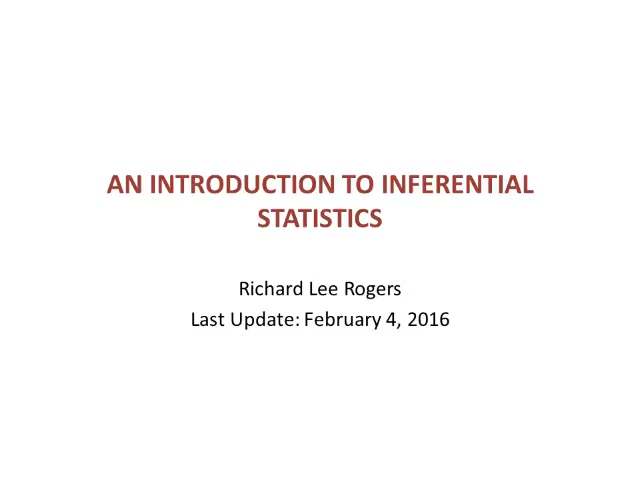 AN INTRODUCTION TO INFERENTIAL
STATISTICS
Richard Lee Rogers
Last Update: February 4, 2016